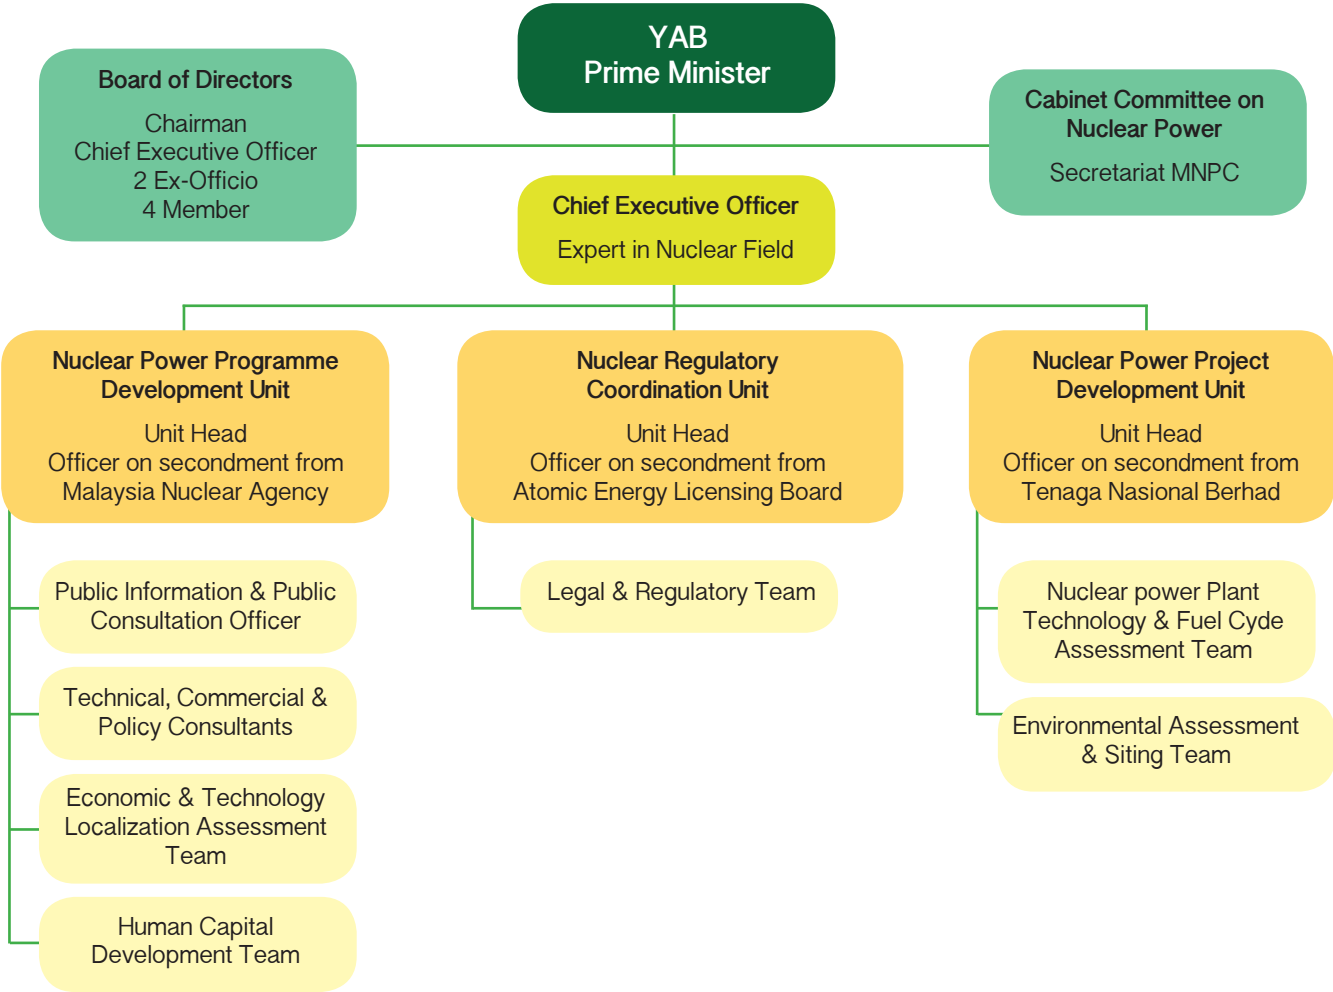 YAB
Prime Minister
Board of Directors
Chairman
Chief Executive Officer
2 Ex-Officio
4 Member
Cabinet Committee on
Nuclear Power
Secretariat MNPC
Chief Executive Officer
Expert in Nuclear Field
Nuclear Power Programme
Development Unit
Unit Head
Officer on secondment from
Malaysia Nuclear Agency
Nuclear Regulatory
Coordination Unit
Unit Head
Officer on secondment from
Atomic Energy Licensing Board
Nuclear Power Project
Development Unit
Unit Head
Officer on secondment from
Tenaga Nasional Berhad
Public Information & Public
Consultation Officer
Technical, Commercial &
Policy Consultants
Economic & Technology
Localization Assessment
Team
Human Capital
Development Team
Legal & Regulatory Team
Nuclear power Plant
Technology & Fuel Cyde
Assessment Team
Environmental Assessment
& Siting Team